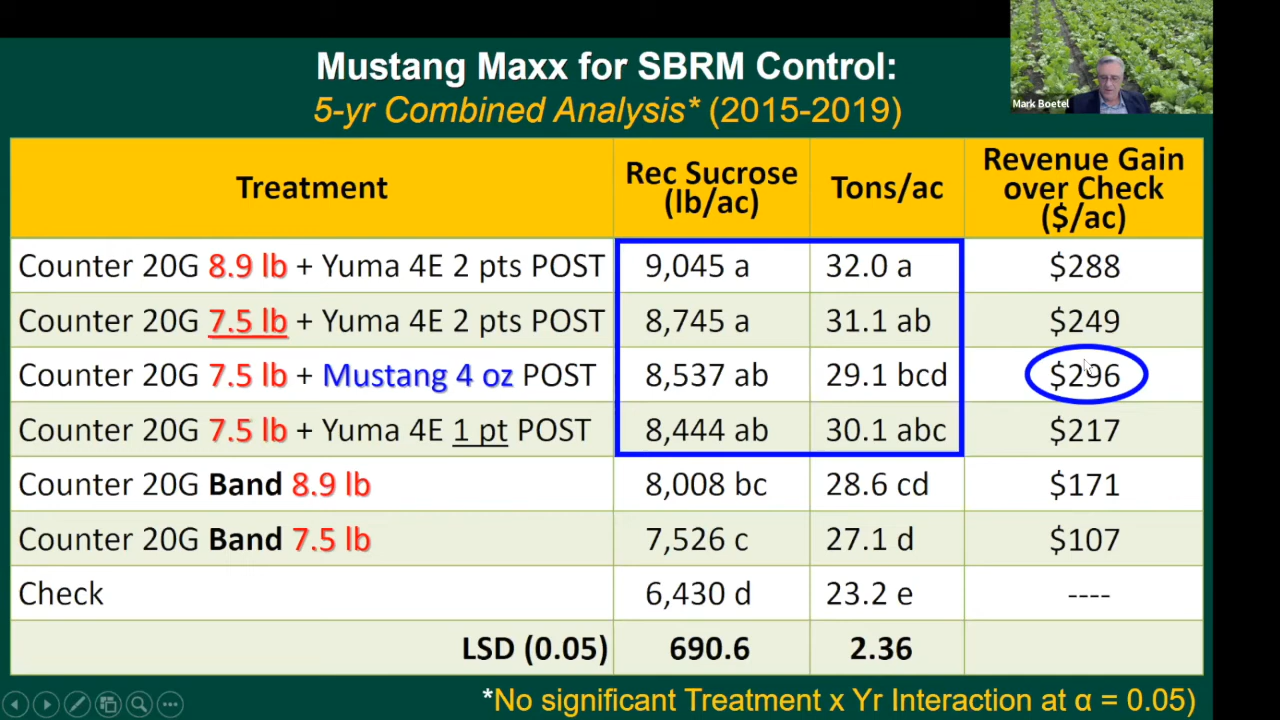 Mark Boetel
Mustang Maxx for SBRM Control:
5-yr Combined Analysis* (2015-2019)
Treatment Rec Sucrose (lb/ac) Tons/ac Revenue Gain over Check ($/ac)
Counter 20G 8.9 lb + Yuma 4E 2 pts POST 9,045 a 32.0 a $288
Counter 20G 7.5 lb + Yuma 4E 2 pts POST 8,745 a 31.1 ab $249
Counter 20G 7.5 lb + Mustang 4 oz POST 8,537 ab 29.1 bcd $296
Counter 20G 7.5 lb + Yuma 4E 1 pt POST 8,444 ab 30.1 abc $217
Counter 20G Band 8.9 lb 8,008 bc 28.6 cd $171
Counter 20G Band 7.5 lb 7,526 c 27.1 d $107
Check 6,430 d 23.2 e ----
LSD (0.05) 690.6 2.36
*No significant Treatment x Yr Interaction at α = 0.05)